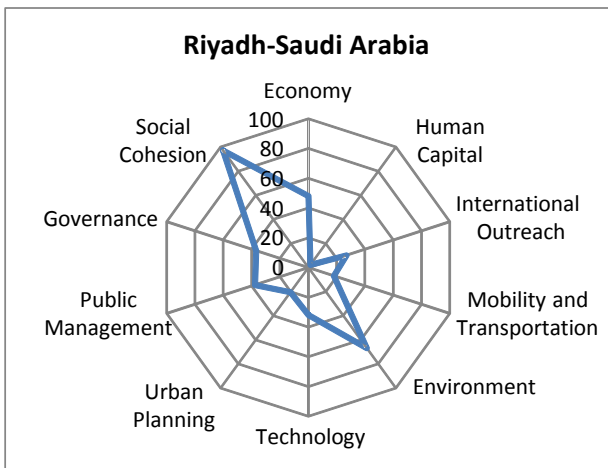 Riyadh-Saudi Arabia
Economy
Human
Capital
International
Outreach
Mobility and
Transportation
Environment
Technology
Urban
Planning
Public
Management
Governance
Social
Cohesion
100
80
60
40
20
0